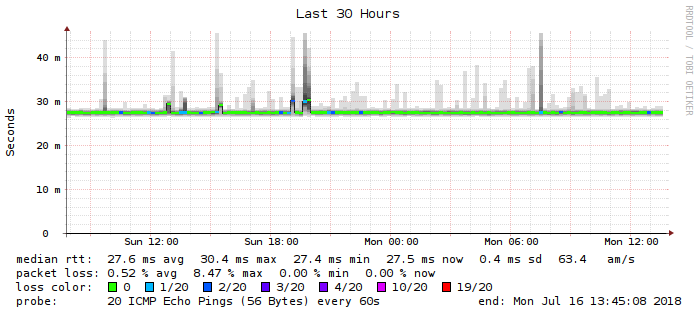 Last 30 Hours
RRDTOOL / TOBI OETIKER
Seconds
40 m
30 m
20 m
10 m
0
Sun 12:00 Sun 18:00 Mon 00:00 Mon 06:00 Mon 12:00
median rtt: 27.6 ms avg 30.4 ms max 27.4 ms min 27.5 ms now 0.4 ms sd 63.4 am/s
packet loss: 0.52 % avg 8.47 % max 0.00 % min 0.00 % now
loss color: 0 1/20 2/20 3/20 4/20 10/20 19/20
probe: 20 ICMP Echo Pings (56 Bytes) every 60s end: Mon Jul 16 13:45:08 2018